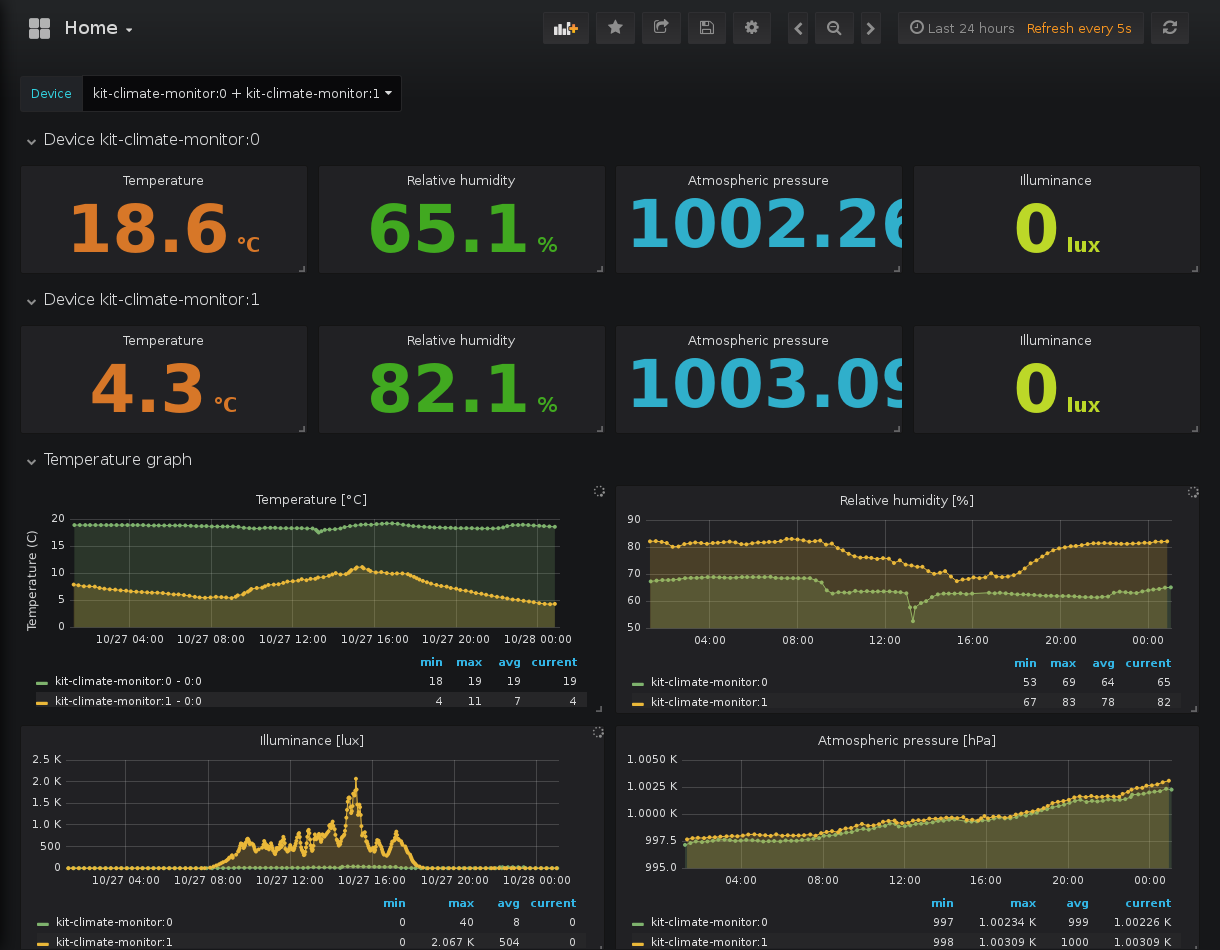 Home
Last 24 hours Refresh every 5s
Device kit-climate-monitor:0 + kit-climate-monitor:1
Device kit-climate-monitor:0
Temperature Relative humidity Atmospheric pressure Illuminance
18.6 °C 65.1 % 1002.26 0 lux
Device kit-climate-monitor:1
Temperature Relative humidity Atmospheric pressure Illuminance
4.3 °C 82.1 % 1003.09 0 lux
Temperature graph
Temperature [°C]
Temperature (C)
20
15
10
5
0
10/27 04:00 10/27 08:00 10/27 12:00 10/27 16:00 10/27 20:00 10/28 00:00
min max avg current
kit-climate-monitor:0 - 0:0 18 19 19 19
kit-climate-monitor:1 - 0:0 4 11 7 4
Relative humidity [%]
90
80
70
60
50
04:00 08:00 12:00 16:00 20:00 00:00
min max avg current
kit-climate-monitor:0 53 69 64 65
kit-climate-monitor:1 67 83 78 82
Illuminance [lux]
2.5 K
2.0 K
1.5 K
1.0 K
500
0
10/27 04:00 10/27 08:00 10/27 12:00 10/27 16:00 10/27 20:00 10/28 00:00
min max avg current
kit-climate-monitor:0 0 40 8 0
kit-climate-monitor:1 0 2.067 K 504 0
Atmospheric pressure [hPa]
1.0050 K
1.0025 K
1.0000 K
997.5
995.0
04:00 08:00 12:00 16:00 20:00 00:00
min max avg current
kit-climate-monitor:0 997 1.00234 K 999 1.00226 K
kit-climate-monitor:1 998 1.00309 K 1000 1.00309 K